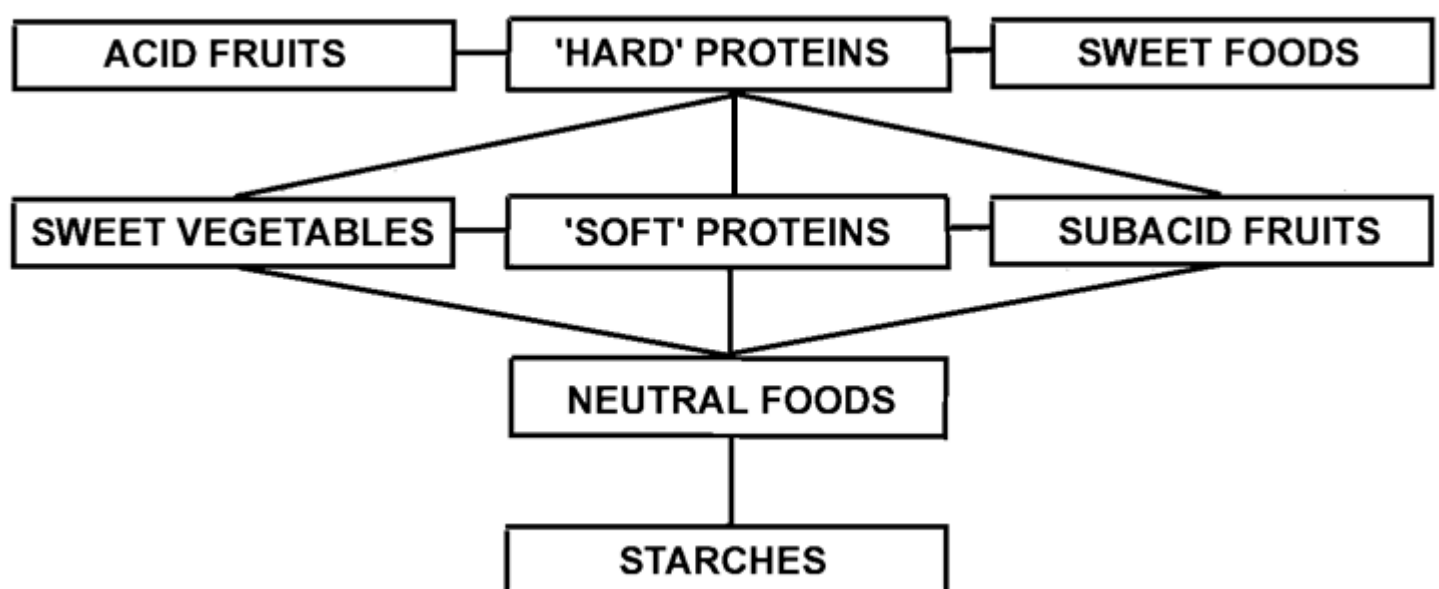 ACID FRUITS
'HARD' PROTEINS
SWEET FOODS
SWEET VEGETABLES
'SOFT' PROTEINS
SUBACID FRUITS
NEUTRAL FOODS
STARCHES